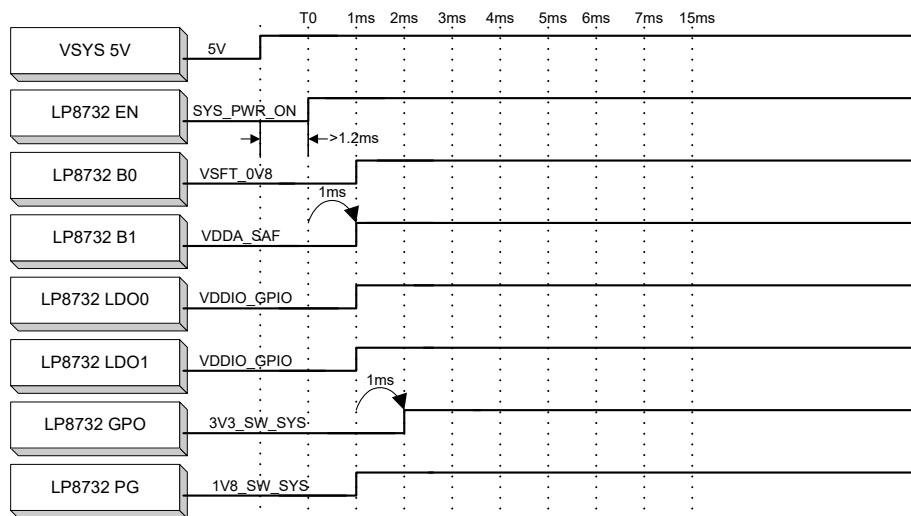 T0 1ms 2ms 3ms 4ms 5ms 6ms 7ms 15ms
VSYS 5V 5V
LP8732 EN SYS_PWR_ON
>1.2ms
LP8732 B0 VSFT_0V8
1ms
LP8732 B1 VDDA_SAF
LP8732 LDO0 VDDIO_GPIO
LP8732 LDO1 VDDIO_GPIO
1ms
LP8732 GPO 3V3_SW_SYS
LP8732 PG 1V8_SW_SYS